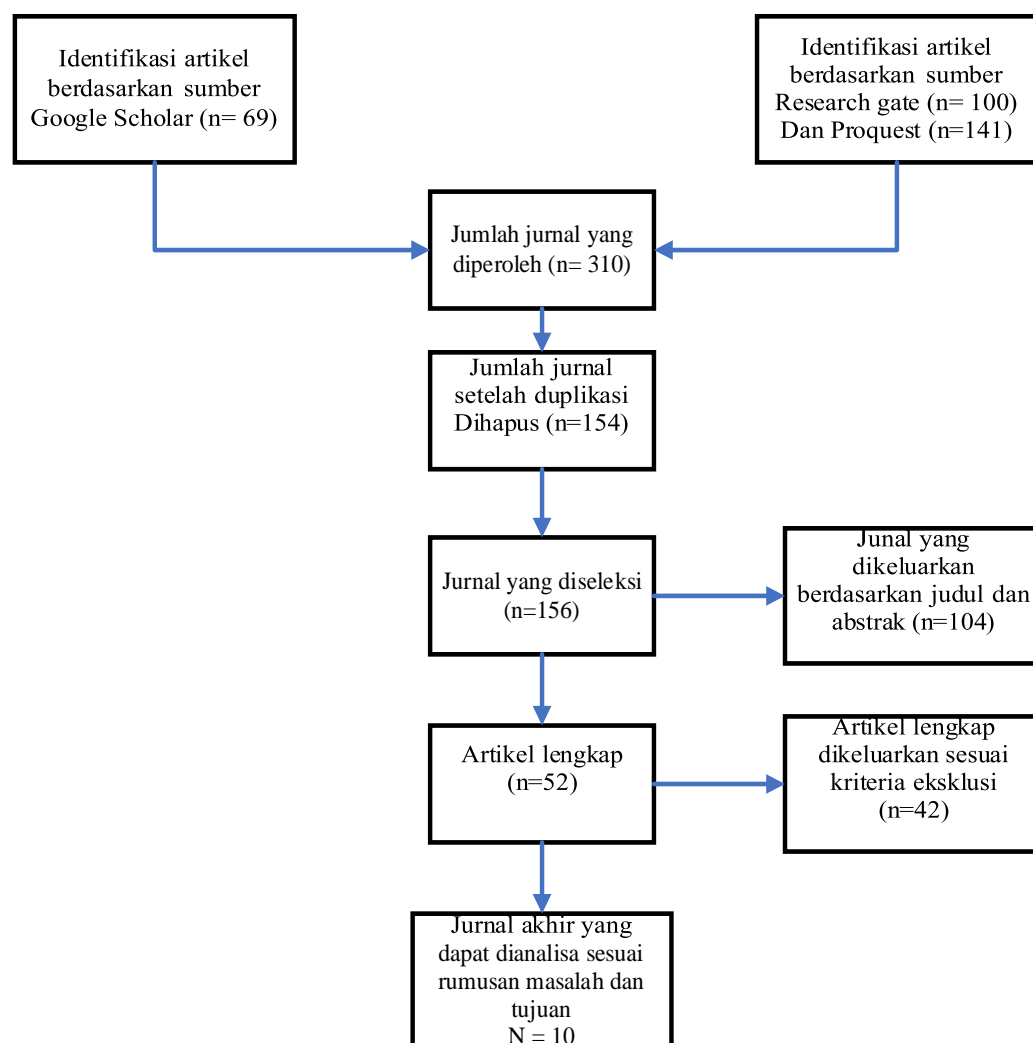 Identifikasi artikel
berdasarkan sumber
Google Scholar (n= 69)
Identifikasi artikel
berdasarkan sumber
Research gate (n= 100)
Dan Proquest (n=141)
Jumlah jurnal yang
diperoleh (n= 310)
Jumlah jurnal
setelah duplikasi
Dihapus (n=154)
Jurnal yang diseleksi
(n=156)
Junal yang
dikeluarkan
berdasarkan judul dan
abstrak (n=104)
Artikel lengkap
(n=52)
Artikel lengkap
dikeluarkan sesuai
kriteria eksklusi
(n=42)
Jurnal akhir yang
dapat dianalisa sesuai
rumusan masalah dan
tujuan
N = 10